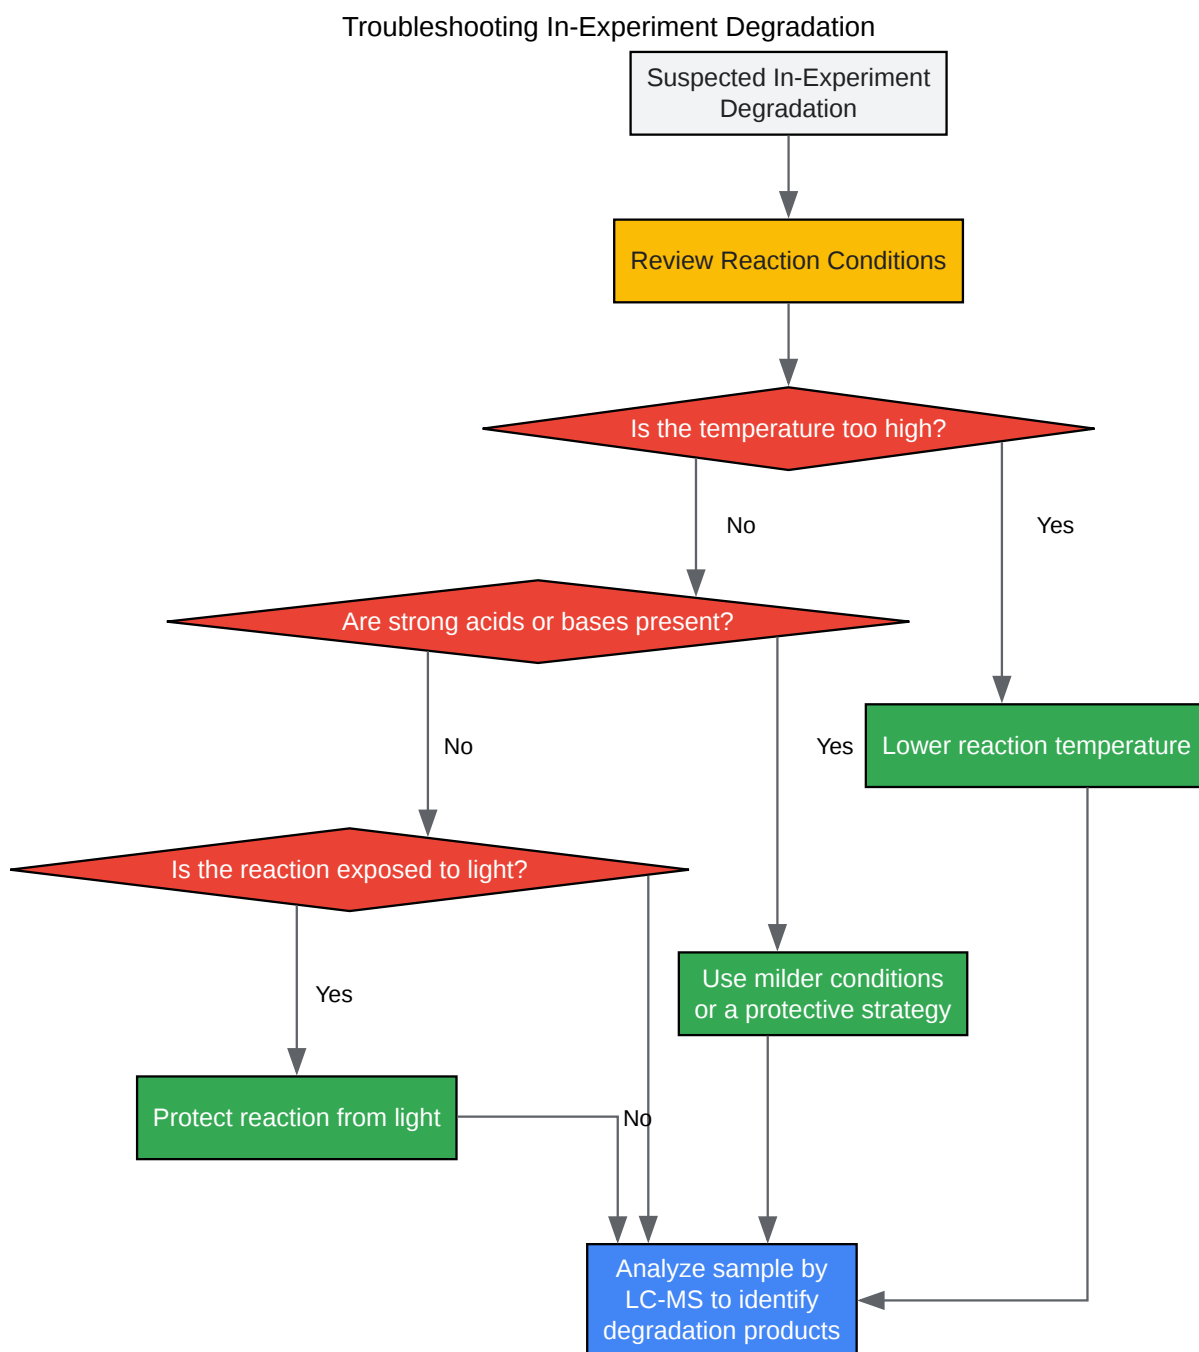 Troubleshooting In-Experiment Degradation
Suspected In-Experiment
Degradation
Review Reaction Conditions
Is the temperature too high?
No
Yes
Are strong acids or bases present?
No
Yes
Lower reaction temperature
Is the reaction exposed to light?
Yes
Use milder conditions
or a protective strategy
Protect reaction from light
No
Analyze sample by
LC-MS to identify
degradation products